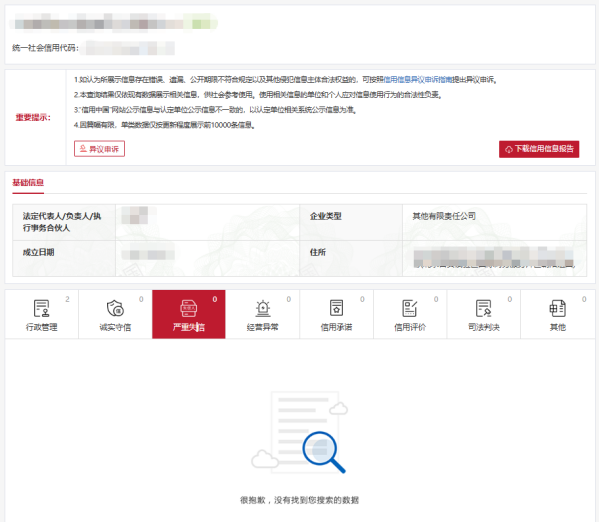 统一社会信用代码：
重要提示：
1.如认为所展示信息存在错误、遗漏、公开期限不符合规定以及其他侵犯信息主体合法权益的，可按照信用信息异议申诉指南提出异议申诉。
2.本查询结果仅依现有数据展示相关信息，供社会参考使用。使用相关信息的单位和个人应对信息使用行为的合法性负责。
3."信用中国"网站公示信息与认定单位公示信息不一致的，以认定单位相关系统公示信息为准。
4.因篇幅有限，单类数据仅按更新程度展示前10000条信息。
异议申诉
下载信用信息报告
基础信息
法定代表人/负责人/执行事务合伙人
企业类型
其他有限责任公司
成立日期
住所
行政管理 2
诚实守信 0
严重失信 0
经营异常 0
信用承诺 0
信用评价 0
司法判决 0
其他 0
很抱歉，没有找到您搜索的数据